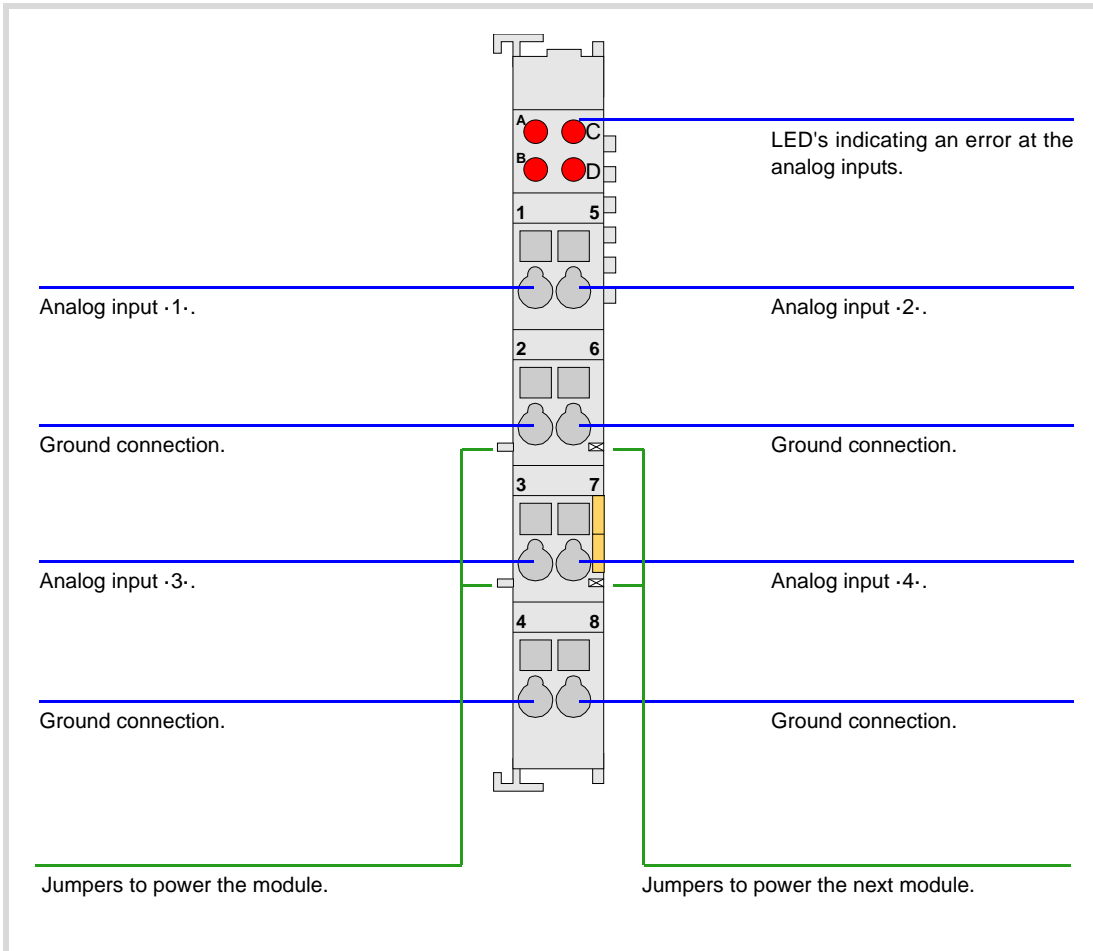 A
C
LED's indicating an error at the
analog inputs.
B
D
1 5
Analog input ·1·.
Analog input ·2·.
2 6
Ground connection.
Ground connection.
3 7
Analog input ·3·.
Analog input ·4·.
4 8
Ground connection.
Ground connection.
Jumpers to power the module.
Jumpers to power the next module.